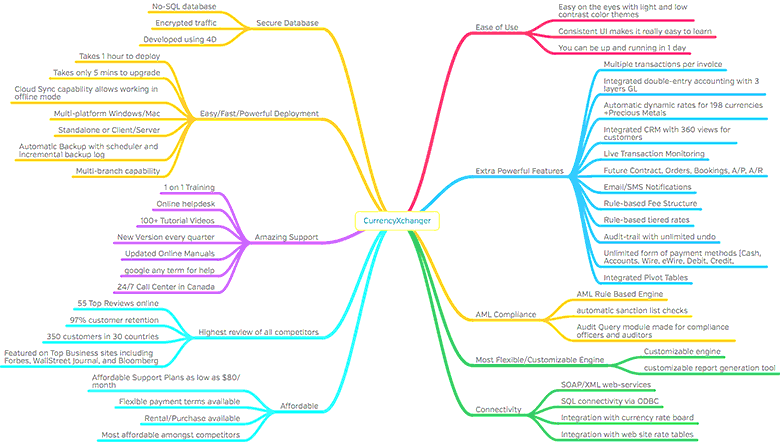 No-SQL database
Encrypted traffic
Developed using 4D
Secure Database
Takes 1 hour to deploy
Takes only 5 mins to upgrade
Cloud Sync capability allows working in
offline mode
Multi-platform Windows/Mac
Standalone or Client/Server
Automatic Backup with scheduler and
incremental backup log
Multi-branch capability
Easy/Fast/Powerful Deployment
1 on 1 Training
Online helpdesk
100+ Tutorial Videos
New Version every quarter
Updated Online Manuals
google any term for help
24/7 Call Center in Canada
Amazing Support
55 Top Reviews online
97% customer retention
350 customers in 30 countries
Featured on Top Business sites including
Forbes, WallStreet Journal, and Bloomberg
Highest review of all competitors
Affordable Support Plans as low as $80/
month
Flexible payment terms available
Rental/Purchase available
Most affordable amongst competitors
Affordable
CurrencyXchanger
Ease of Use
Easy on the eyes with light and low
contrast color themes
Consistent UI makes it really easy to learn
You can be up and running in 1 day
Extra Powerful Features
Multiple transactions per invoice
Integrated double-entry accounting with 3
layers GL
Automatic dynamic rates for 198 currencies
+Precious Metals
Integrated CRM with 360 views for
customers
Live Transaction Monitoring
Future Contract, Orders, Bookings, A/P, A/R
Email/SMS Notifications
Rule-based Fee Structure
Rule-based tiered rates
Audit-trail with unlimited undo
Unlimited form of payment methods [Cash,
Accounts, Wire, eWire, Debit, Credit,
Integrated Pivot Tables
AML Compliance
AML Rule Based Engine
automatic sanction list checks
Audit Query module made for compliance
officers and auditors
Most Flexible/Customizable Engine
Customizable engine
customizable report generation tool
Connectivity
SOAP/XML web-services
SQL connectivity via ODBC
Integration with currency rate board
Integration with web site rate tables